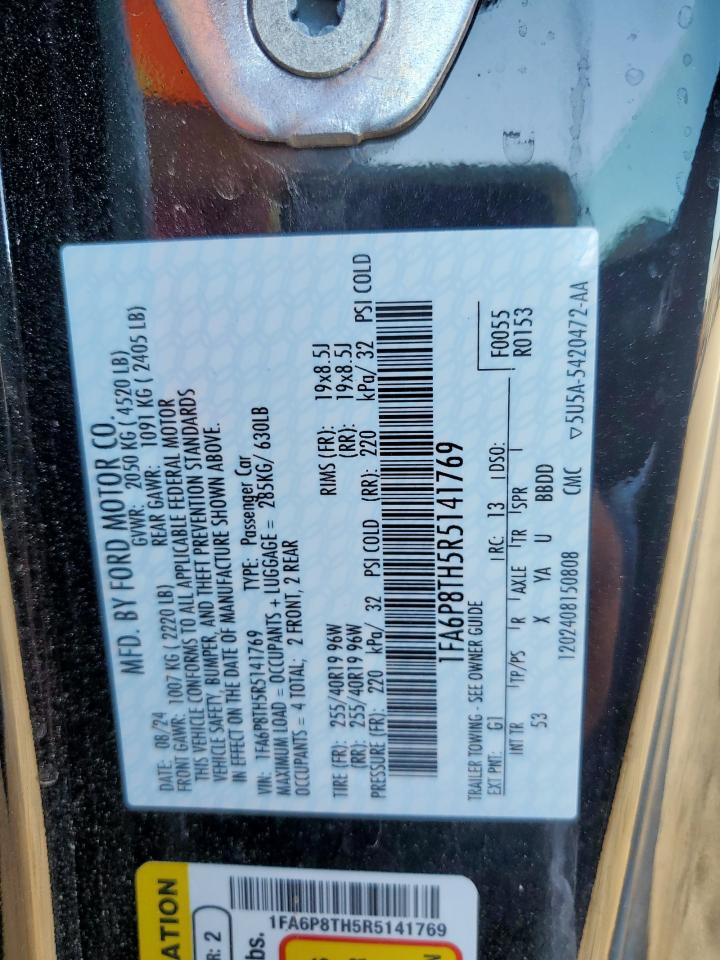 MFD. BY FORD MOTOR CO.
DATE: 08/24 GVWR: 2050 KG ( 4520 LB)
FRONT GAWR: 1007 KG ( 2220 LB) REAR GAWR: 1091 KG ( 2405 LB)
THIS VEHICLE CONFORMS TO ALL APPLICABLE FEDERAL MOTOR
VEHICLE SAFETY, BUMPER, AND THEFT PREVENTION STANDARDS
IN EFFECT ON THE DATE OF MANUFACTURE SHOWN ABOVE.
VIN: 1FA6P8TH5R5141769 TYPE: Passenger Car
MAXIMUM LOAD = OCCUPANTS + LUGGAGE = 285KG/ 630LB
OCCUPANTS = 4 TOTAL; 2 FRONT, 2 REAR
TIRE (FR): 255/40R19 96W RIMS (FR): 19x8.5J
(RR): 255/40R19 96W (RR): 19x8.5J
PRESSURE (FR): 220 kPa/ 32 PSI COLD (RR): 220 kPa/ 32 PSI COLD
1FA6P8TH5R5141769
TRAILER TOWING - SEE OWNER GUIDE F0055
EXT PNT: G1 RC: 13 DSO: R0153
INT TR TP/PS R AXLE TR SPR
53 X YA U BBDD
1202408150808 CMC ▽5U5A-5420472-AA
ATION
R: 2
bs.
1FA6P8TH5R5141769